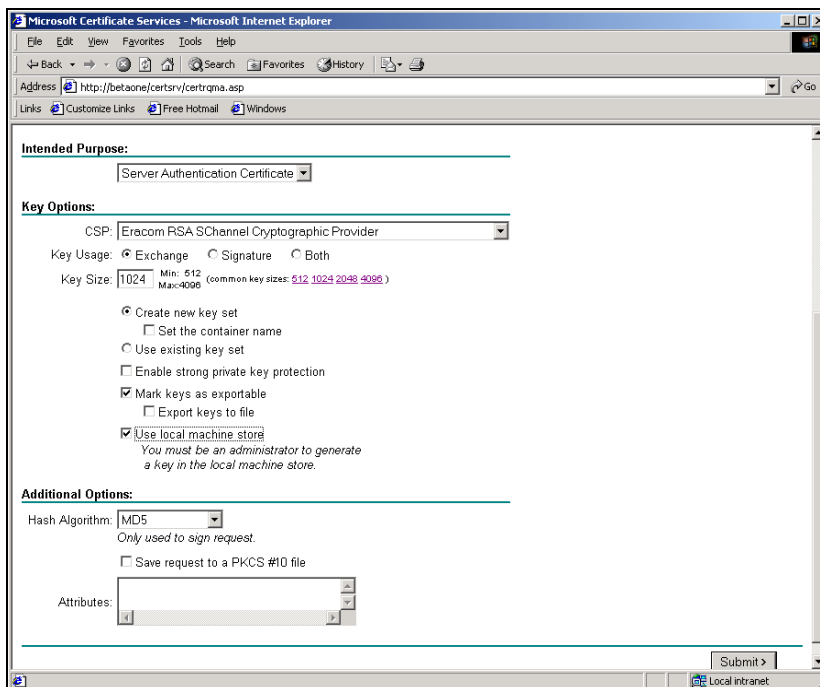 Microsoft Certificate Services - Microsoft Internet Explorer
File Edit View Favorites Tools Help
Back Search Favorites History
Address http://betaone/certsrv/certrqma.asp Go
Links Customize Links Free Hotmail Windows
Intended Purpose:
Server Authentication Certificate
Key Options:
CSP: Eracom RSA SChannel Cryptographic Provider
Key Usage: Exchange Signature Both
Key Size: 1024 Min: 512 Max:4096 (common key sizes: 512 1024 2048 4096 )
Create new key set
Set the container name
Use existing key set
Enable strong private key protection
Mark keys as exportable
Export keys to file
Use local machine store
You must be an administrator to generate
a key in the local machine store.
Additional Options:
Hash Algorithm: MD5
Only used to sign request.
Save request to a PKCS #10 file
Attributes:
Submit >
Local intranet